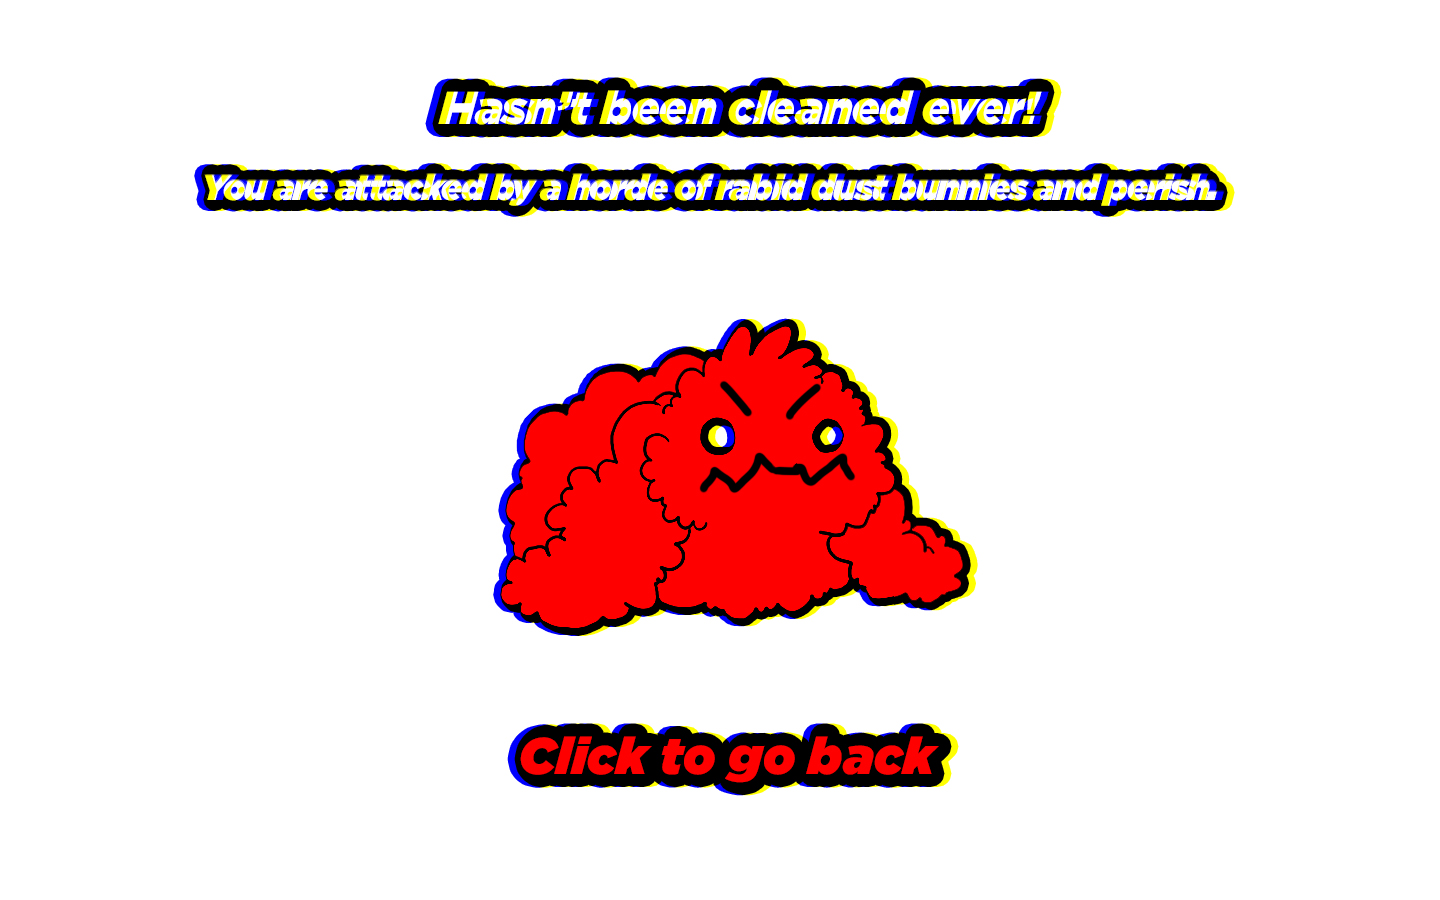 Hasn’t been cleaned ever!
You are attacked by a horde of rabid dust bunnies and perish.
Click to go back